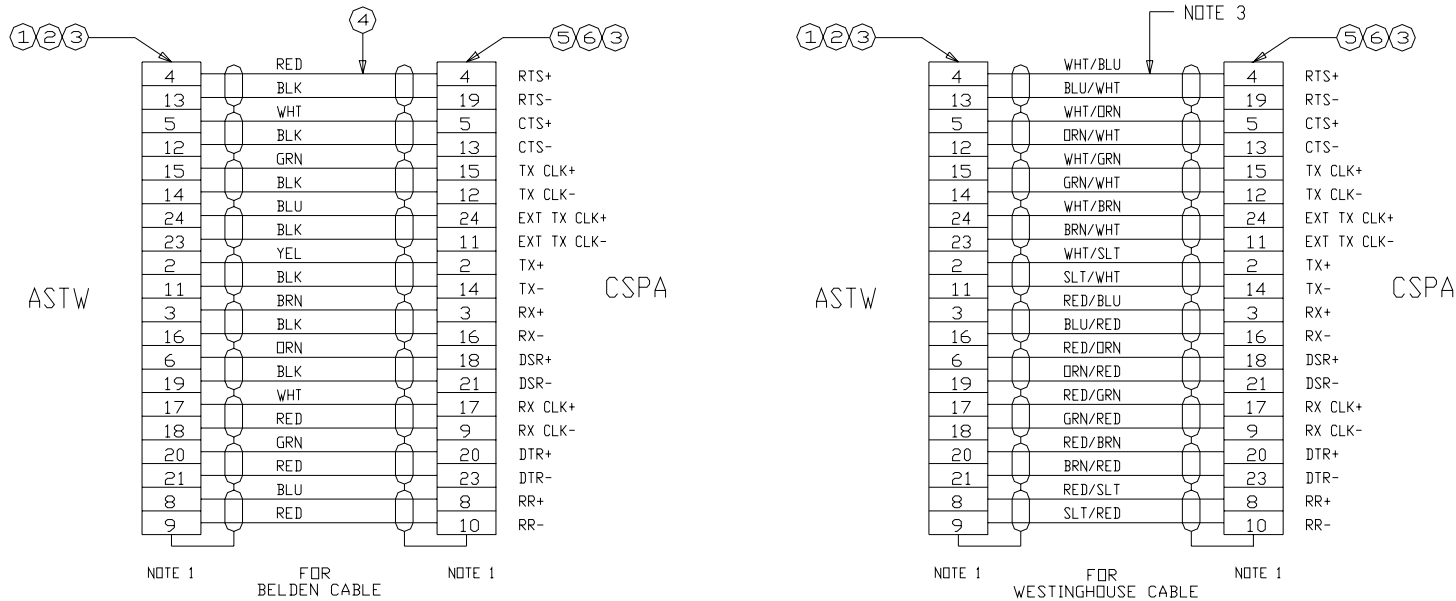 1 2 3
4
5 6 3
RED
4 4 RTS+
BLK
13 19 RTS-
WHT
5 5 CTS+
BLK
12 13 CTS-
GRN
15 15 TX CLK+
BLK
14 12 TX CLK-
BLU
24 24 EXT TX CLK+
BLK
23 11 EXT TX CLK-
YEL
2 2 TX+
BLK
11 14 TX-
BRN
3 3 RX+
BLK
16 16 RX-
ORN
6 18 DSR+
BLK
19 21 DSR-
WHT
17 17 RX CLK+
RED
18 9 RX CLK-
GRN
20 20 DTR+
RED
21 23 DTR-
BLU
8 8 RR+
RED
9 10 RR-
ASTW
CSPA
NOTE 1
FOR
BELDEN CABLE
NOTE 1
1 2 3
NOTE 3
5 6 3
WHT/BLU
4 4 RTS+
BLU/WHT
13 19 RTS-
WHT/ORN
5 5 CTS+
ORN/WHT
12 13 CTS-
WHT/GRN
15 15 TX CLK+
GRN/WHT
14 12 TX CLK-
WHT/BRN
24 24 EXT TX CLK+
BRN/WHT
23 11 EXT TX CLK-
WHT/SLT
2 2 TX+
SLT/WHT
11 14 TX-
RED/BLU
3 3 RX+
BLU/RED
16 16 RX-
RED/ORN
6 18 DSR+
ORN/RED
19 21 DSR-
RED/GRN
17 17 RX CLK+
GRN/RED
18 9 RX CLK-
RED/BRN
20 20 DTR+
BRN/RED
21 23 DTR-
RED/SLT
8 8 RR+
SLT/RED
9 10 RR-
ASTW
CSPA
NOTE 1
FOR
WESTINGHOUSE CABLE
NOTE 1